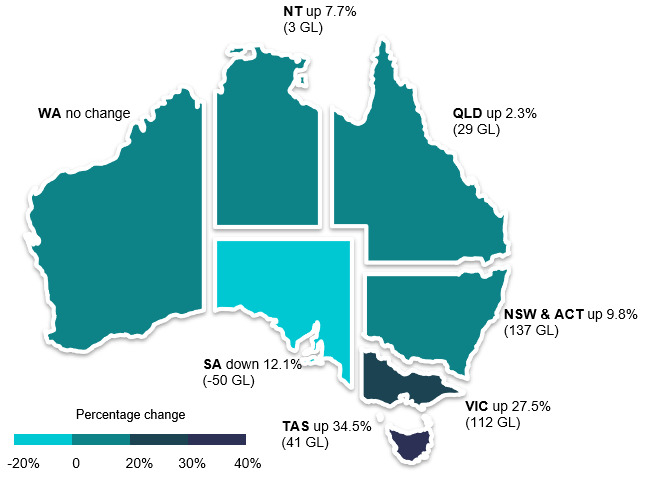 NT up 7.7%
(3 GL)
WA no change
QLD up 2.3%
(29 GL)
NSW & ACT up 9.8%
(137 GL)
SA down 12.1%
(-50 GL)
VIC up 27.5%
(112 GL)
TAS up 34.5%
(41 GL)
Percentage change
-20% 0 20% 30% 40%